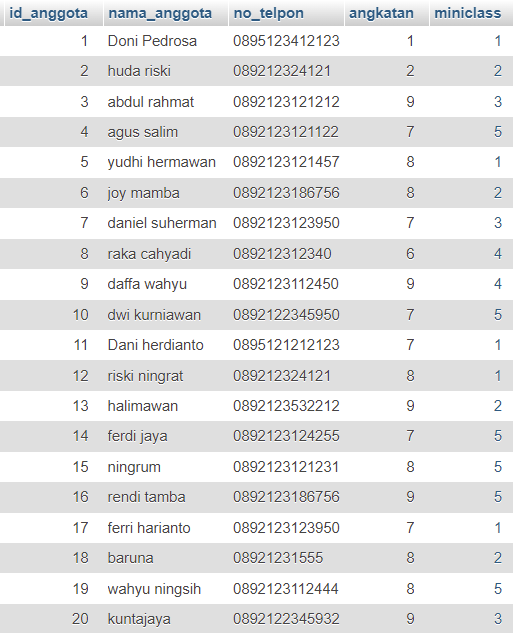 id_anggota nama_anggota no_telpon angkatan miniclass
1 Doni Pedrosa 0895123412123 1 1
2 huda riski 089212324121 2 2
3 abdul rahmat 0892123121212 9 3
4 agus salim 0892123121122 7 5
5 yudhi hermawan 0892123121457 8 1
6 joy mamba 0892123186756 8 2
7 daniel suherman 0892123123950 7 3
8 raka cahyadi 089212312340 6 4
9 daffa wahyu 0892123112450 9 4
10 dwi kurniawan 0892122345950 7 5
11 Dani herdianto 0895121212123 7 1
12 riski ningrat 089212324121 8 1
13 halimawan 0892123532212 9 2
14 ferdi jaya 0892123124255 7 5
15 ningrum 0892123121231 8 5
16 rendi tamba 0892123186756 9 5
17 ferri harianto 0892123123950 7 1
18 baruna 08921231555 8 2
19 wahyu ningsih 0892123112444 8 5
20 kuntajaya 0892122345932 9 3